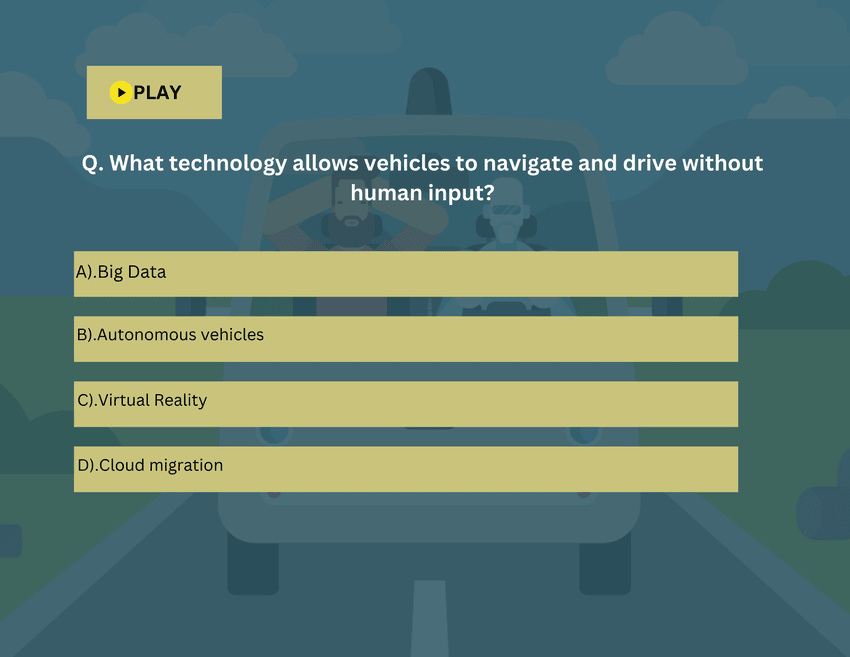 PLAY
Q. What technology allows vehicles to navigate and drive without
human input?
A).Big Data
B).Autonomous vehicles
C).Virtual Reality
D).Cloud migration